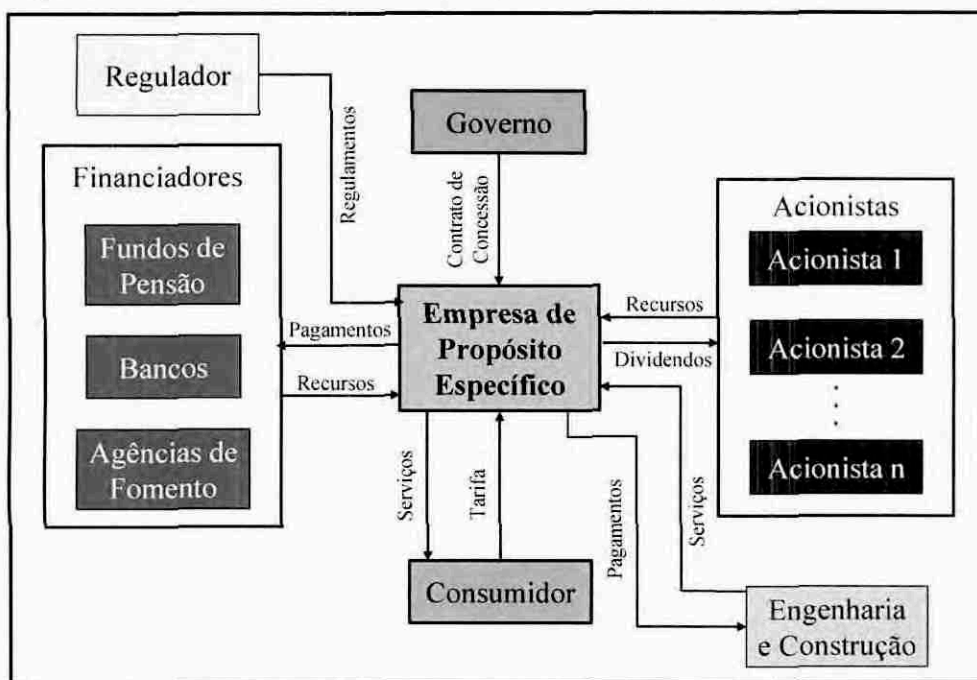 Regulador
Regulamentos
Governo
Contrato de
Concessão
Financiadores
Fundos de
Pensão
Bancos
Agências de
Fomento
Pagamentos
Recursos
Empresa de
Propósito
Específico
Recursos
Dividendos
Acionistas
Acionista 1
Acionista 2
Acionista n
Serviços
Tarifa
Pagamentos
Serviços
Consumidor
Engenharia
e Construção